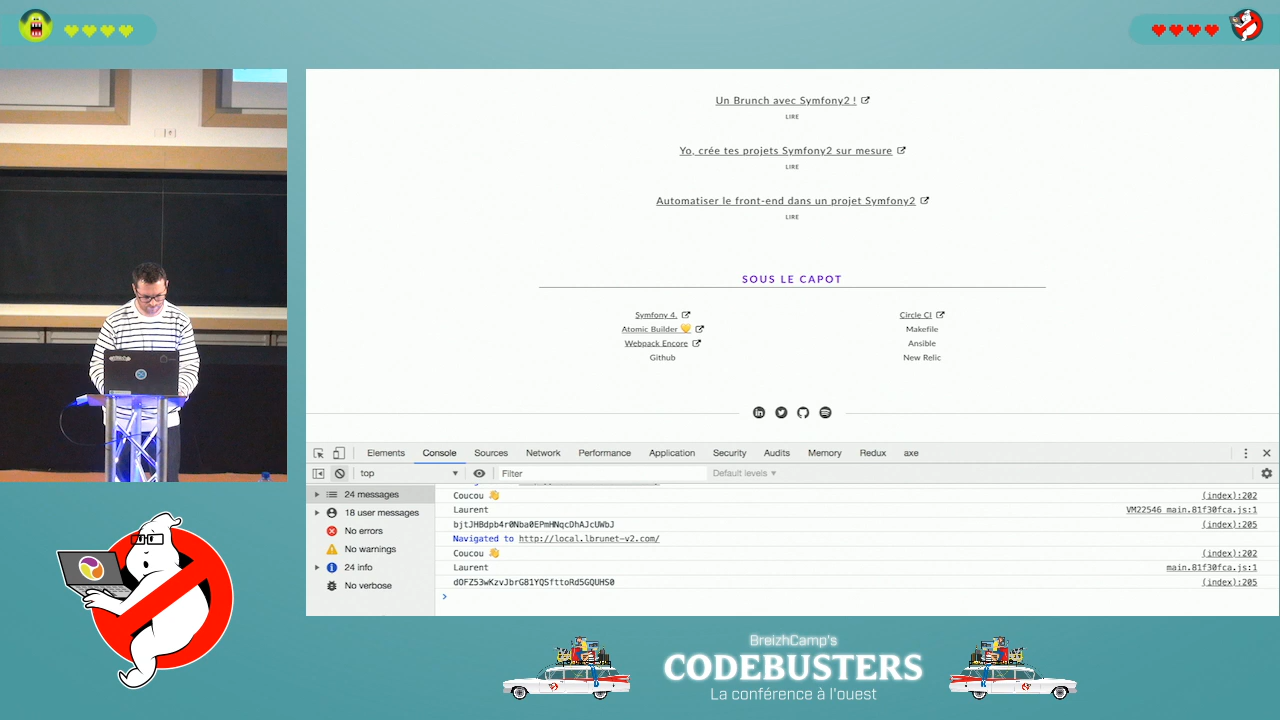 Un Brunch avec Symfony2 !
LIRE
Yo, crée tes projets Symfony2 sur mesure
LIRE
Automatiser le front-end dans un projet Symfony2
LIRE
SOUS LE CAPOT
Symfony 4.
Atomic Builder 💛
Webpack Encore
Github
Circle CI
Makefile
Ansible
New Relic
Elements Console Sources Network Performance Application Security Audits Memory Redux axe
top Filter Default levels ▼
24 messages
18 user messages
No errors
No warnings
24 info
No verbose
Coucou 👋 (index):202
Laurent VM22546 main.81f30fca.js:1
bjtJHBdpb4r0Nba0EPmHNqcDhAJcUWbJ (index):205
Navigated to http://local.lbrunet-v2.com/
Coucou 👋 (index):202
Laurent main.81f30fca.js:1
dOFZ53wKzvJbrG81YQSfttoRd5GQUHS0 (index):205
>
BreizhCamp's
CODEBUSTERS
La conférence à l'ouest